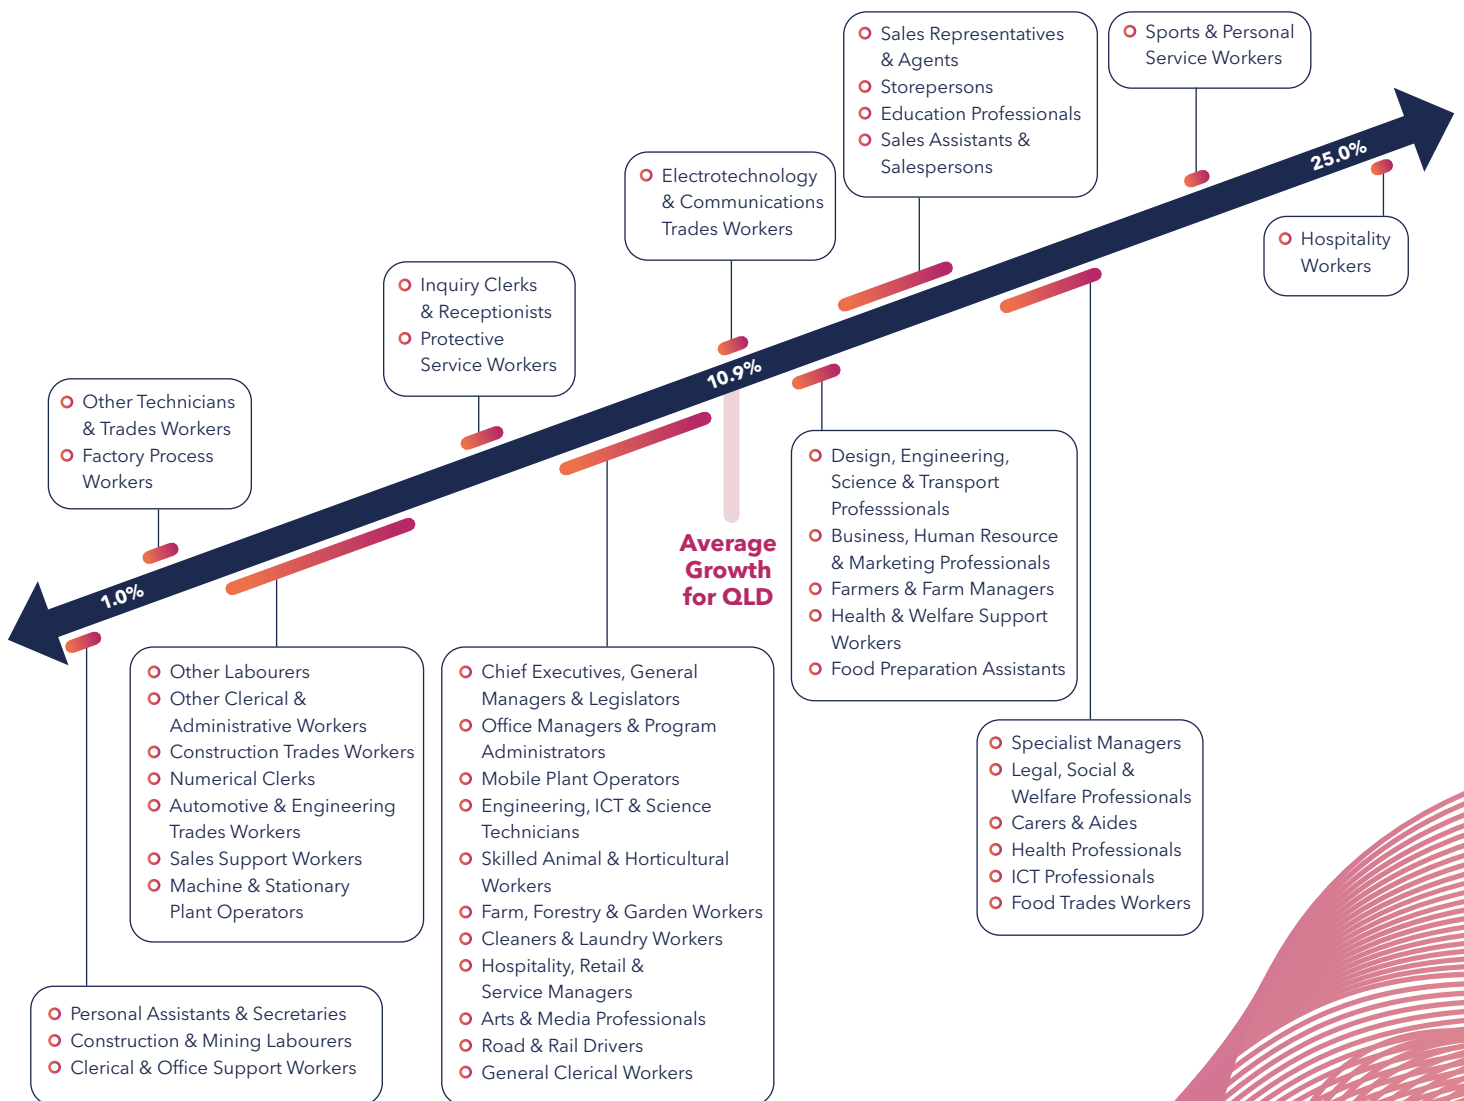 Sales Representatives
& Agents
Storepersons
Education Professionals
Sales Assistants &
Salespersons
Sports & Personal
Service Workers
25.0%
Hospitality
Workers
Electrotechnology
& Communications
Trades Workers
Inquiry Clerks
& Receptionists
Protective
Service Workers
10.9%
Other Technicians
& Trades Workers
Factory Process
Workers
1.0%
Average
Growth
for QLD
Design, Engineering,
Science & Transport
Professsionals
Business, Human Resource
& Marketing Professionals
Farmers & Farm Managers
Health & Welfare Support
Workers
Food Preparation Assistants
Other Labourers
Other Clerical &
Administrative Workers
Construction Trades Workers
Numerical Clerks
Automotive & Engineering
Trades Workers
Sales Support Workers
Machine & Stationary
Plant Operators
Chief Executives, General
Managers & Legislators
Office Managers & Program
Administrators
Mobile Plant Operators
Engineering, ICT & Science
Technicians
Skilled Animal & Horticultural
Workers
Farm, Forestry & Garden Workers
Cleaners & Laundry Workers
Hospitality, Retail &
Service Managers
Arts & Media Professionals
Road & Rail Drivers
General Clerical Workers
Specialist Managers
Legal, Social &
Welfare Professionals
Carers & Aides
Health Professionals
ICT Professionals
Food Trades Workers
Personal Assistants & Secretaries
Construction & Mining Labourers
Clerical & Office Support Workers